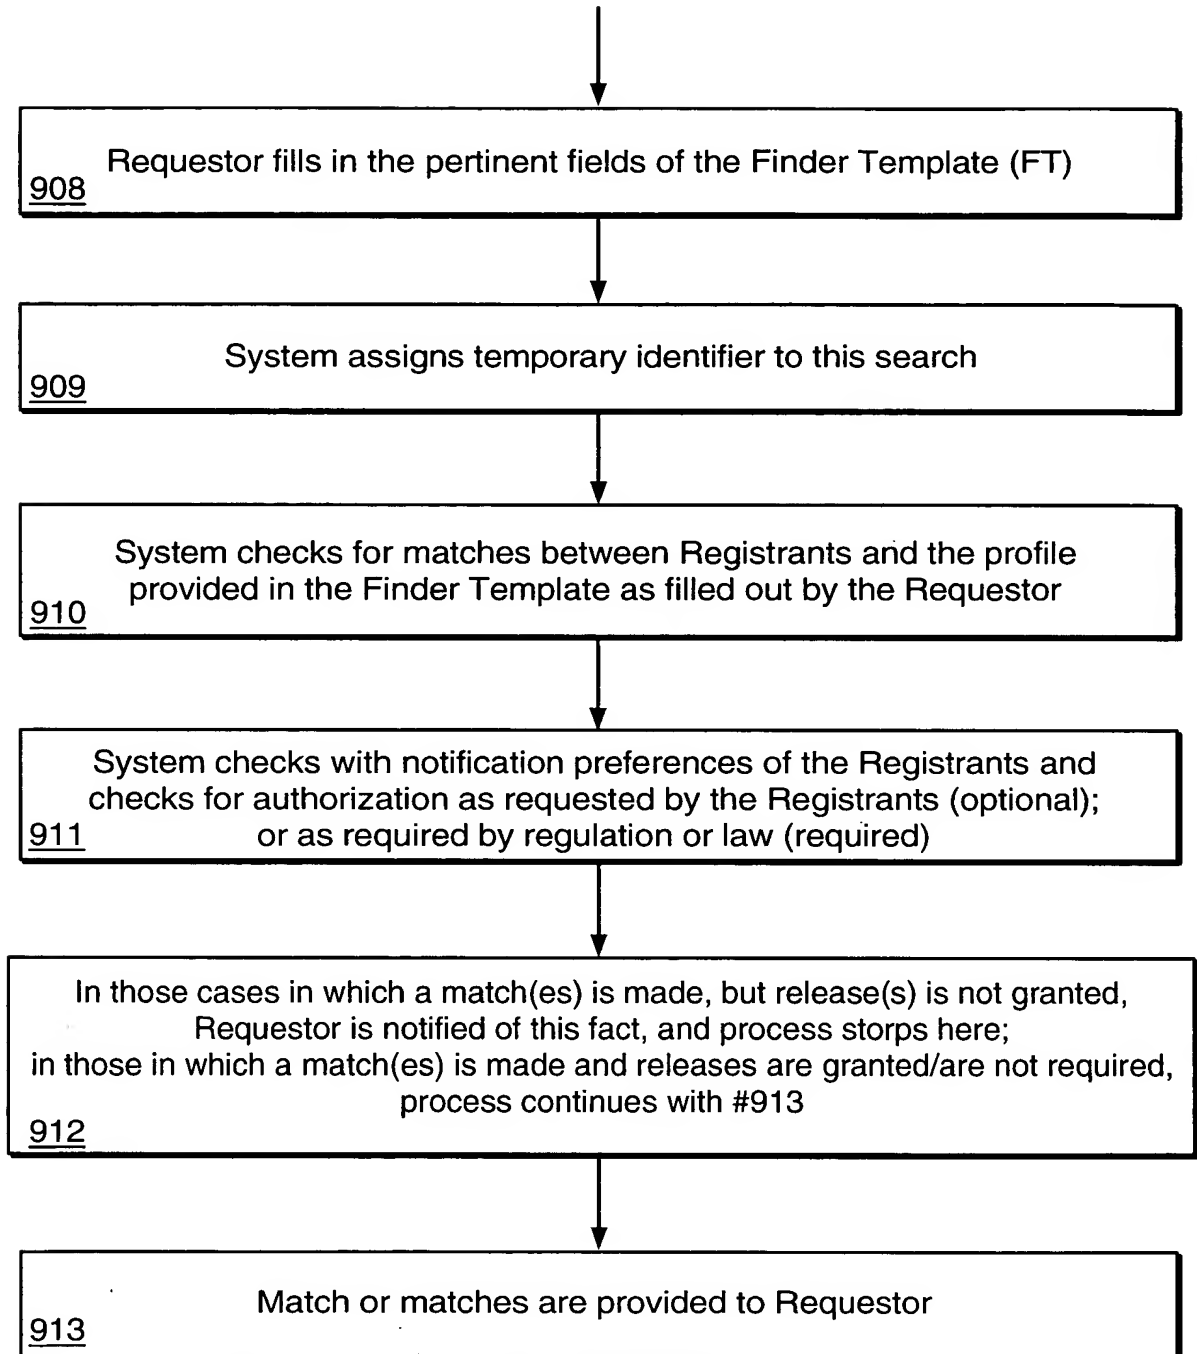 Requestor fills in the pertinent fields of the Finder Template (FT)
908
System assigns temporary identifier to this search
909
System checks for matches between Registrants and the profile
provided in the Finder Template as filled out by the Requestor
910
System checks with notification preferences of the Registrants and
checks for authorization as requested by the Registrants (optional);
or as required by regulation or law (required)
911
In those cases in which a match(es) is made, but release(s) is not granted,
Requestor is notified of this fact, and process storps here;
in those in which a match(es) is made and releases are granted/are not required,
process continues with #913
912
Match or matches are provided to Requestor
913